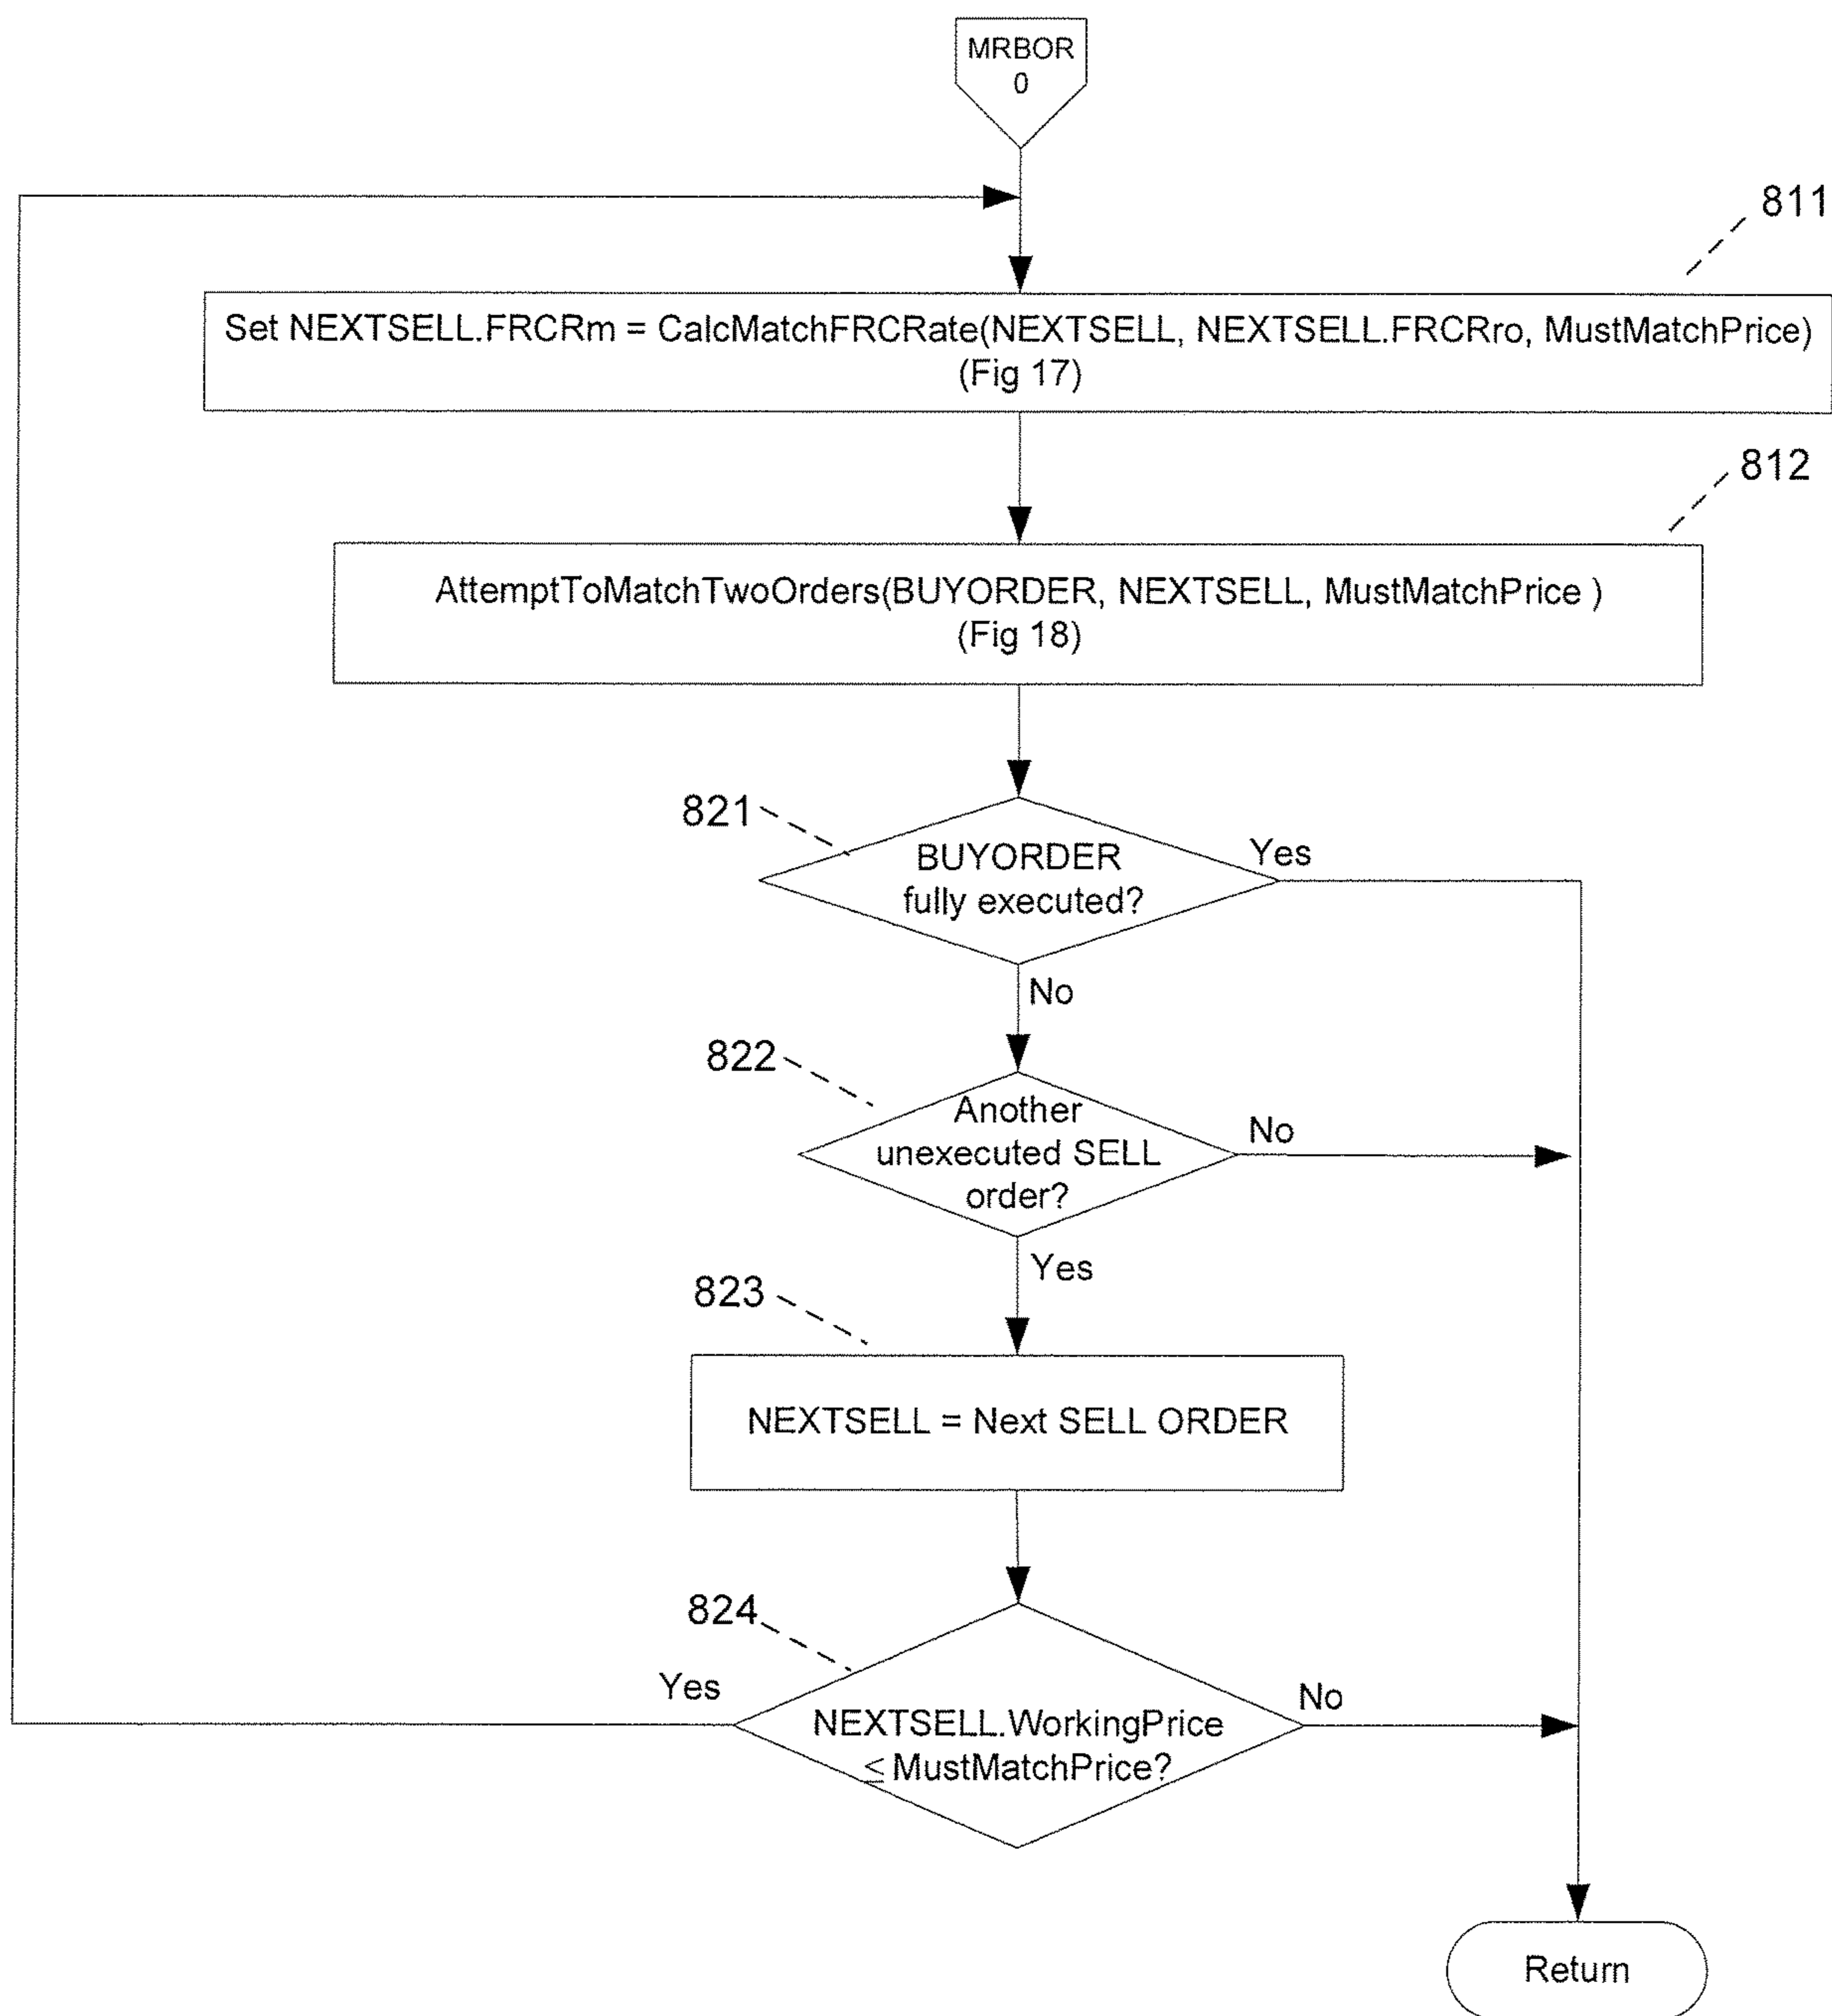 MRBOR
0
811
Set NEXTSELL.FRCRm = CalcMatchFRCRate(NEXTSELL, NEXTSELL.FRCRro, MustMatchPrice)
(Fig 17)
812
AttemptToMatchTwoOrders(BUYORDER, NEXTSELL, MustMatchPrice )
(Fig 18)
821
BUYORDER
fully executed?
Yes
No
822
Another
unexecuted SELL
order?
No
Yes
823
NEXTSELL = Next SELL ORDER
824
Yes
NEXTSELL.WorkingPrice
≤ MustMatchPrice?
No
Return